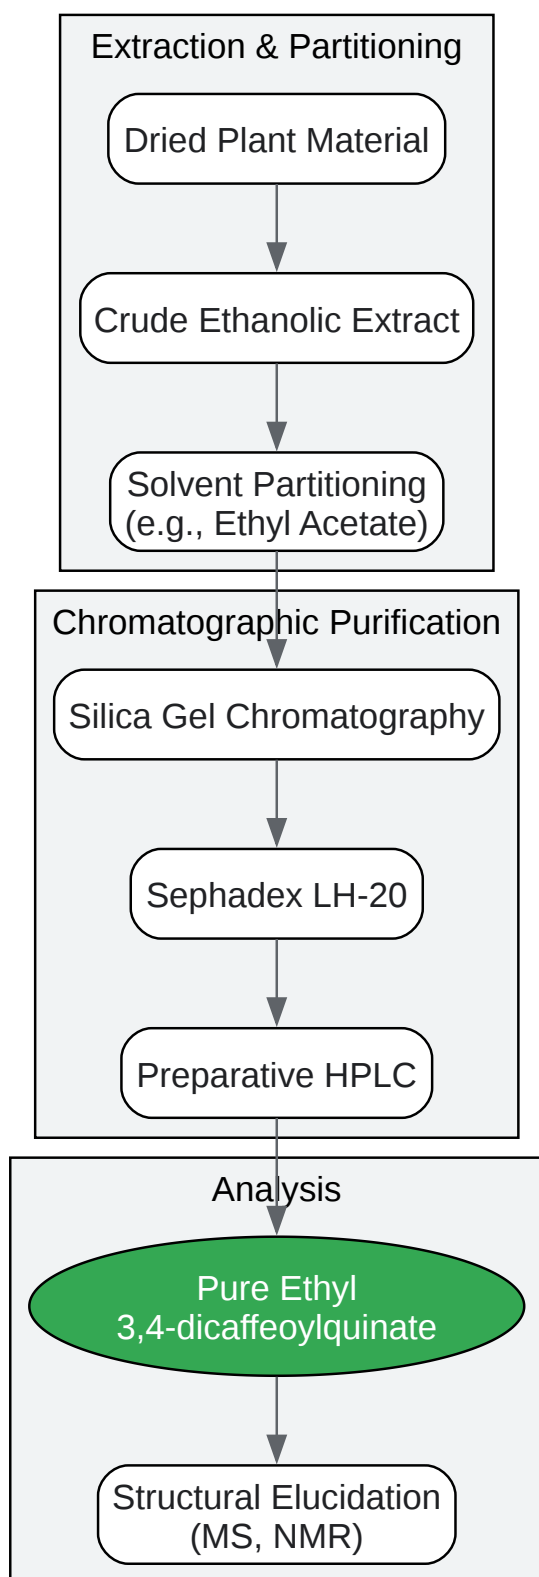 Extraction & Partitioning
Dried Plant Material
Crude Ethanolic Extract
Solvent Partitioning
(e.g., Ethyl Acetate)
Chromatographic Purification
Silica Gel Chromatography
Sephadex LH-20
Preparative HPLC
Analysis
Pure Ethyl
3,4-dicaffeoylquinate
Structural Elucidation
(MS, NMR)